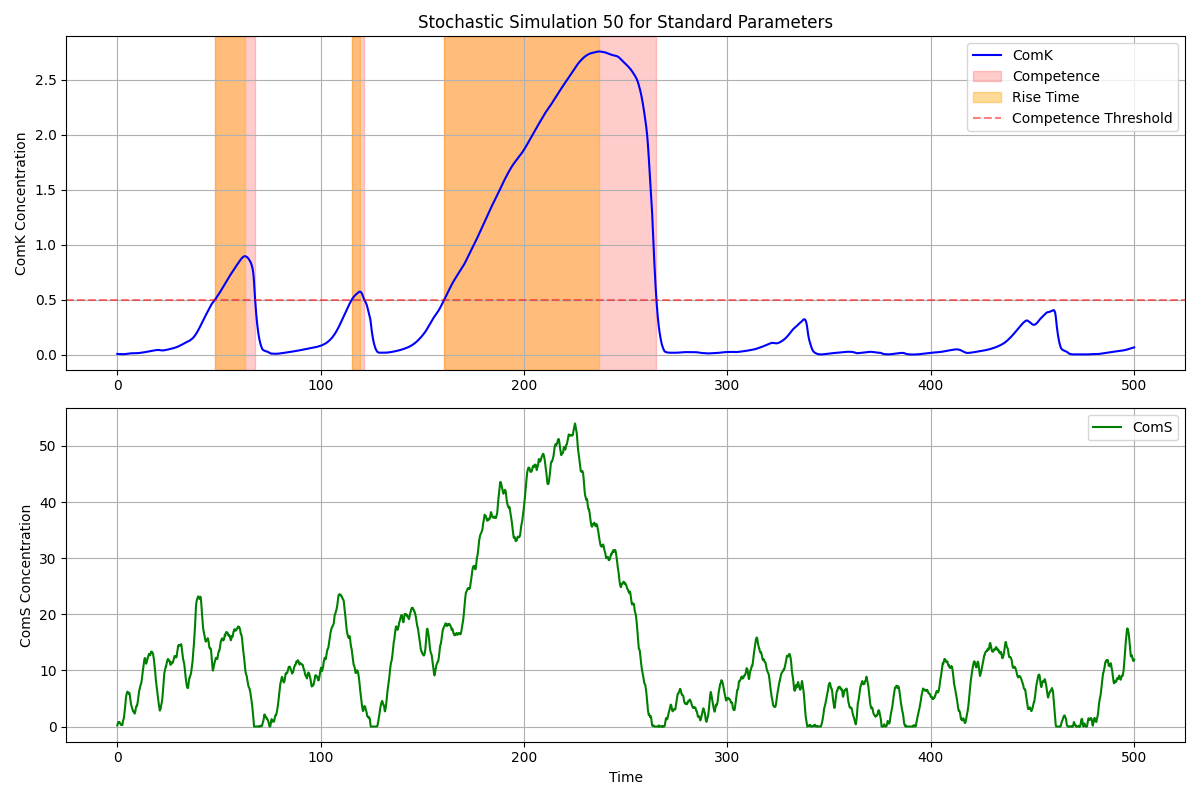 Stochastic Simulation 50 for Standard Parameters
ComK Concentration
2.5
2.0
1.5
1.0
0.5
0.0
ComK
Competence
Rise Time
Competence Threshold
0 100 200 300 400 500
ComS Concentration
50
40
30
20
10
0
ComS
0 100 200 300 400 500
Time